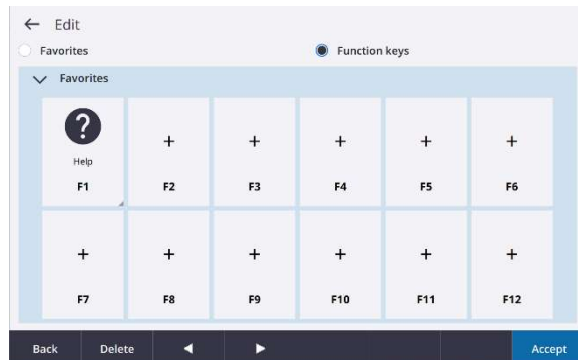 ← Edit
Favorites
Function keys
Favorites
?
Help
F1
+
F2
+
F3
+
F4
+
F5
+
F6
+
F7
+
F8
+
F9
+
F10
+
F11
+
F12
Back Delete ◀ ▶ Accept